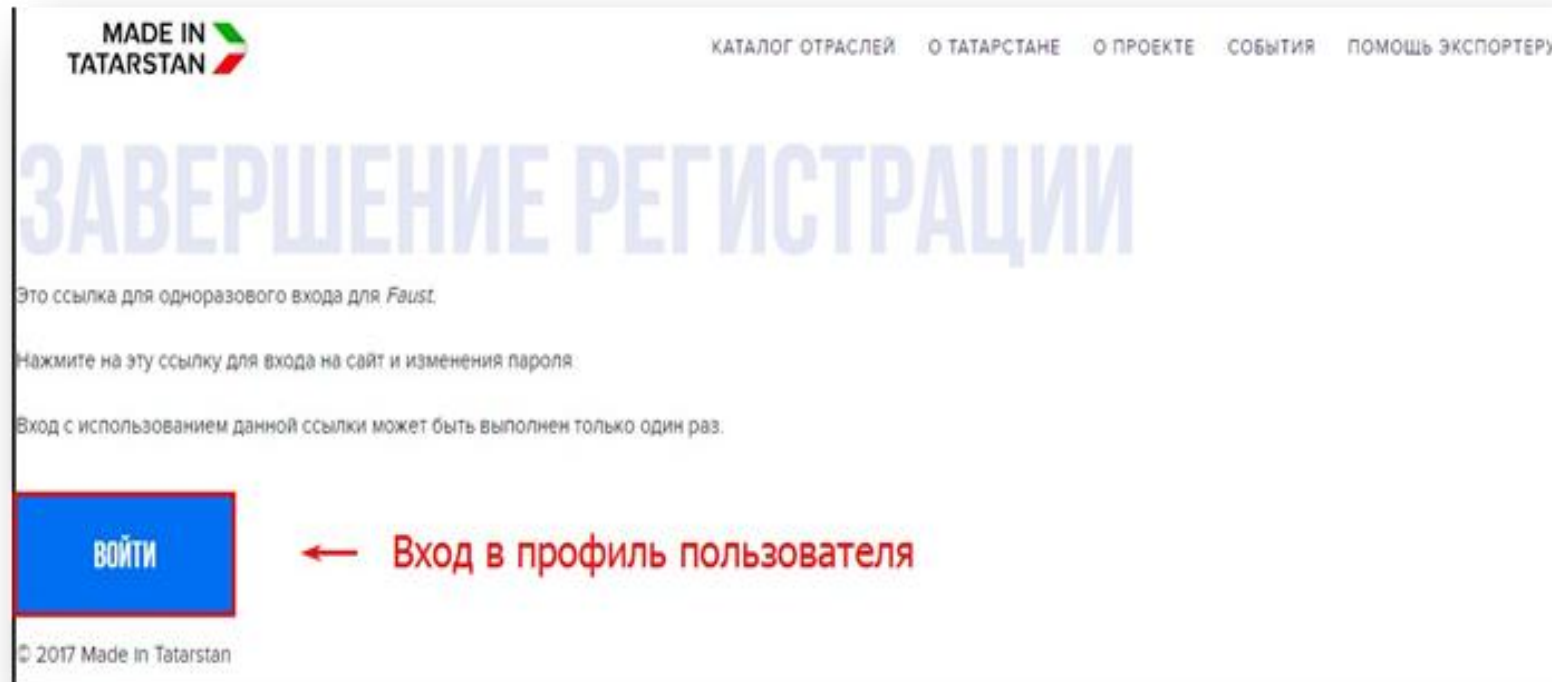 MADE IN
TATARSTAN
КАТАЛОГ ОТРАСЛЕЙ О ТАТАРСТАНЕ О ПРОЕКТЕ СОБЫТИЯ ПОМОЩЬ ЭКСПОРТЕРУ
ЗАВЕРШЕНИЕ РЕГИСТРАЦИИ
Это ссылка для одноразового входа для Faust.
Нажмите на эту ссылку для входа на сайт и изменения пароля
Вход с использованием данной ссылки может быть выполнен только один раз.
ВОЙТИ
Вход в профиль пользователя
© 2017 Made in Tatarstan